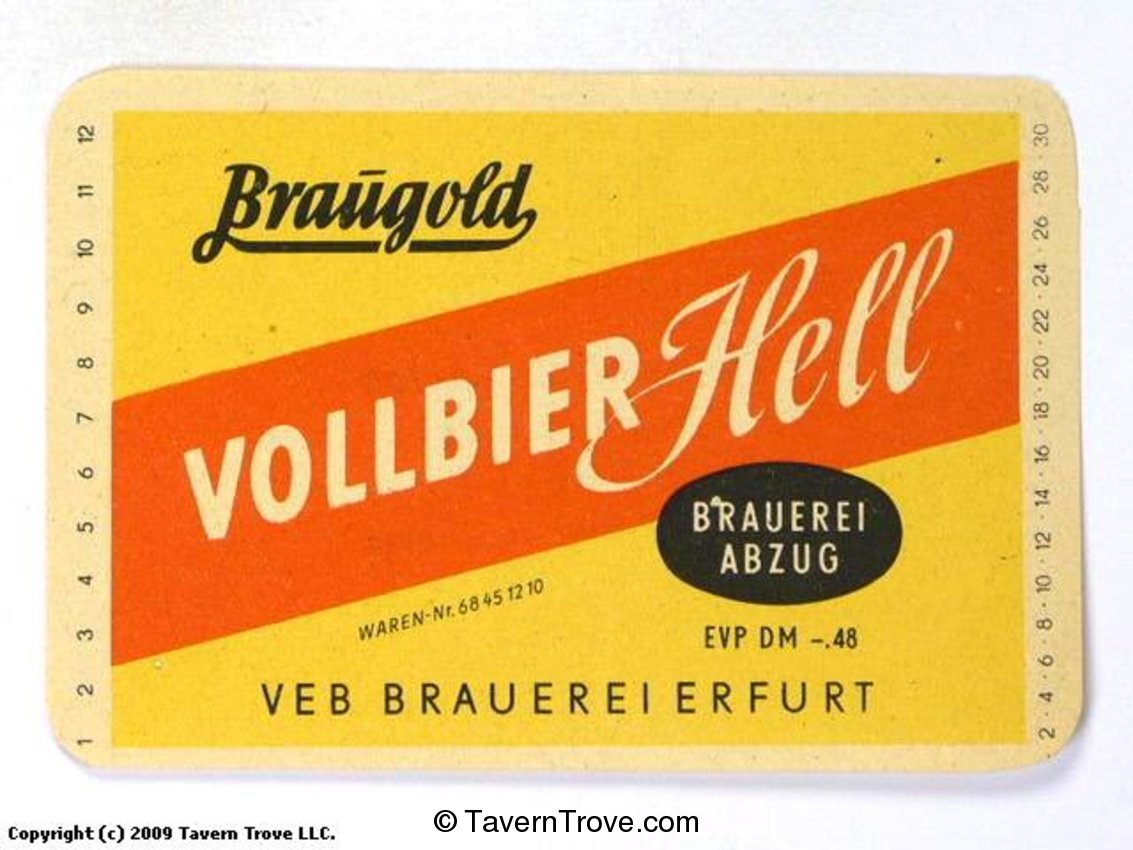 Braugold
VOLLBIER Hell
BRAUEREI
ABZUG
WAREN-Nr. 68 45 12 10
EVP DM -.48
VEB BRAUEREI ERFURT
1 2 3 4 5 6 7 8 9 10 11 12
2 · 4 · 6 · 8 · 10 · 12 · 14 · 16 · 18 · 20 · 22 · 24 · 26 · 28 · 30
Copyright (c) 2009 Tavern Trove LLC.
© TavernTrove.com